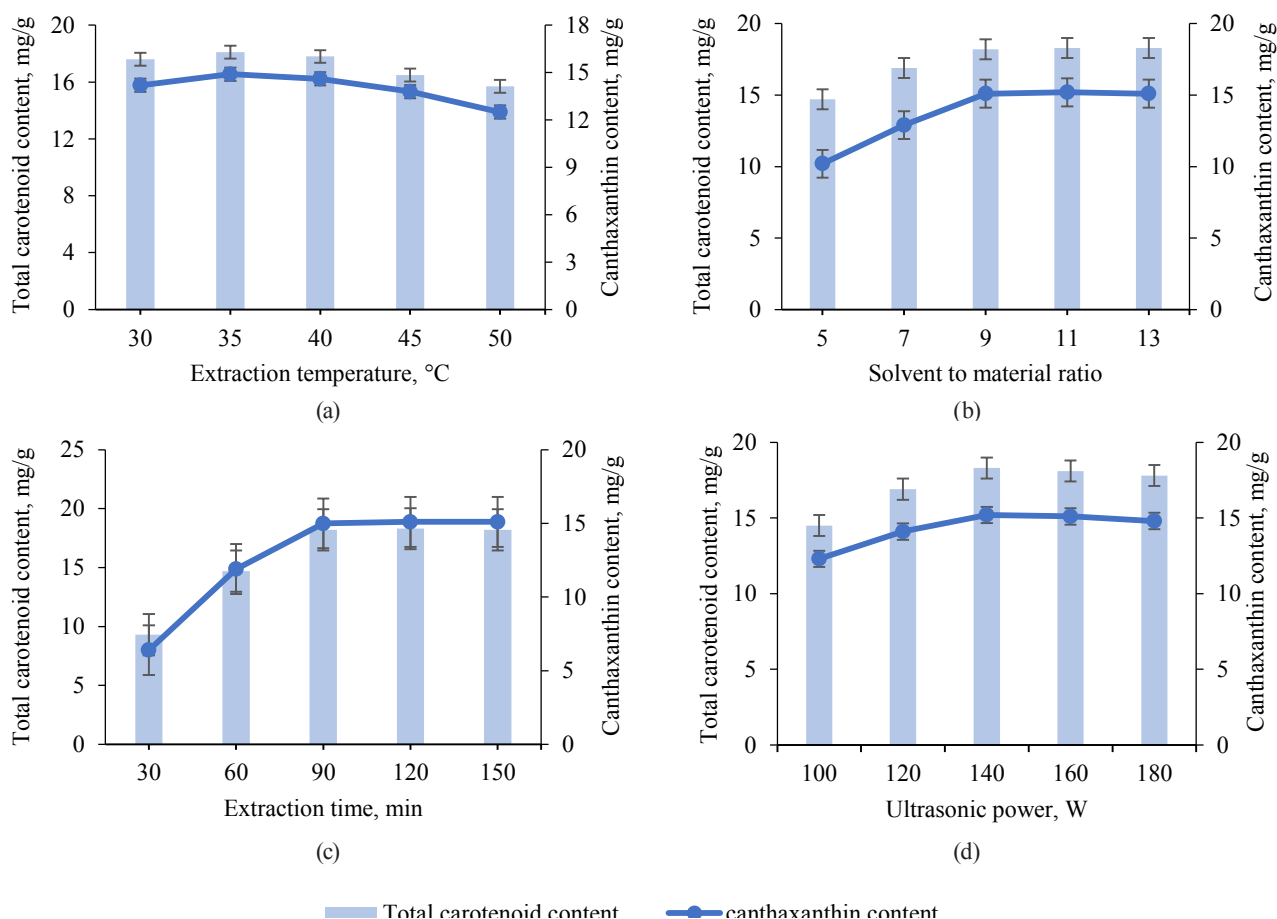 Total carotenoid content, mg/g
20
16
12
8
4
0
18
15
12
9
6
3
0
Canthaxanthin content, mg/g
30 35 40 45 50
Extraction temperature, °C
(a)
Total carotenoid content, mg/g
20
15
10
5
0
20
15
10
5
0
Canthaxanthin content, mg/g
5 7 9 11 13
Solvent to material ratio
(b)
Total carotenoid content, mg/g
25
20
15
10
5
0
20
15
10
5
0
Canthaxanthin content, mg/g
30 60 90 120 150
Extraction time, min
(c)
Total carotenoid content, mg/g
20
15
10
5
0
20
15
10
5
0
Canthaxanthin content, mg/g
100 120 140 160 180
Ultrasonic power, W
(d)
Total carotenoid content canthaxanthin content